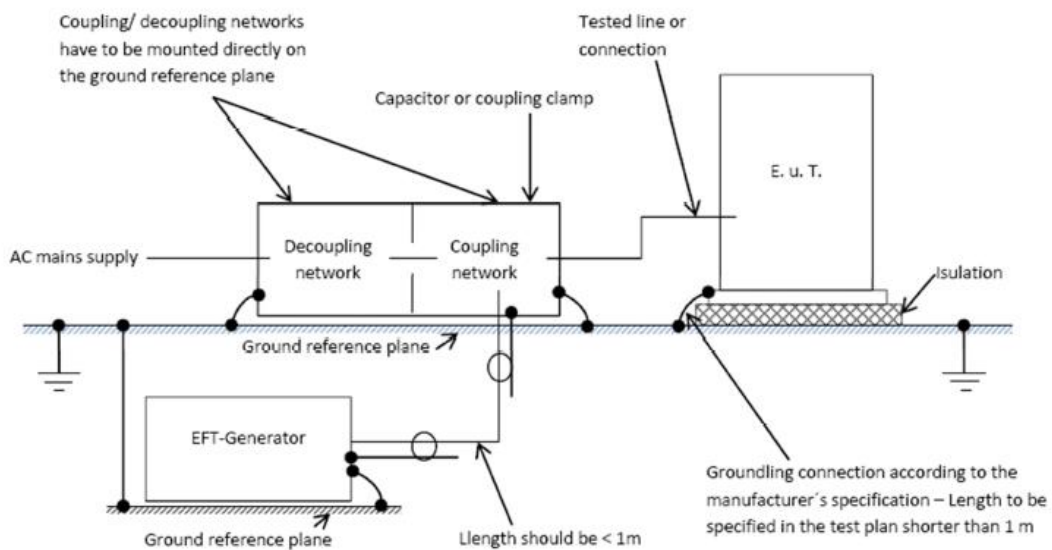 Coupling/ decoupling networks
have to be mounted directly on
the ground reference plane
Tested line or
connection
Capacitor or coupling clamp
E. u. T.
AC mains supply
Decoupling
network
Coupling
network
Isulation
Ground reference plane
EFT-Generator
Groundling connection according to the
manufacturer´s specification – Length to be
specified in the test plan shorter than 1 m
Ground reference plane
Llength should be < 1m